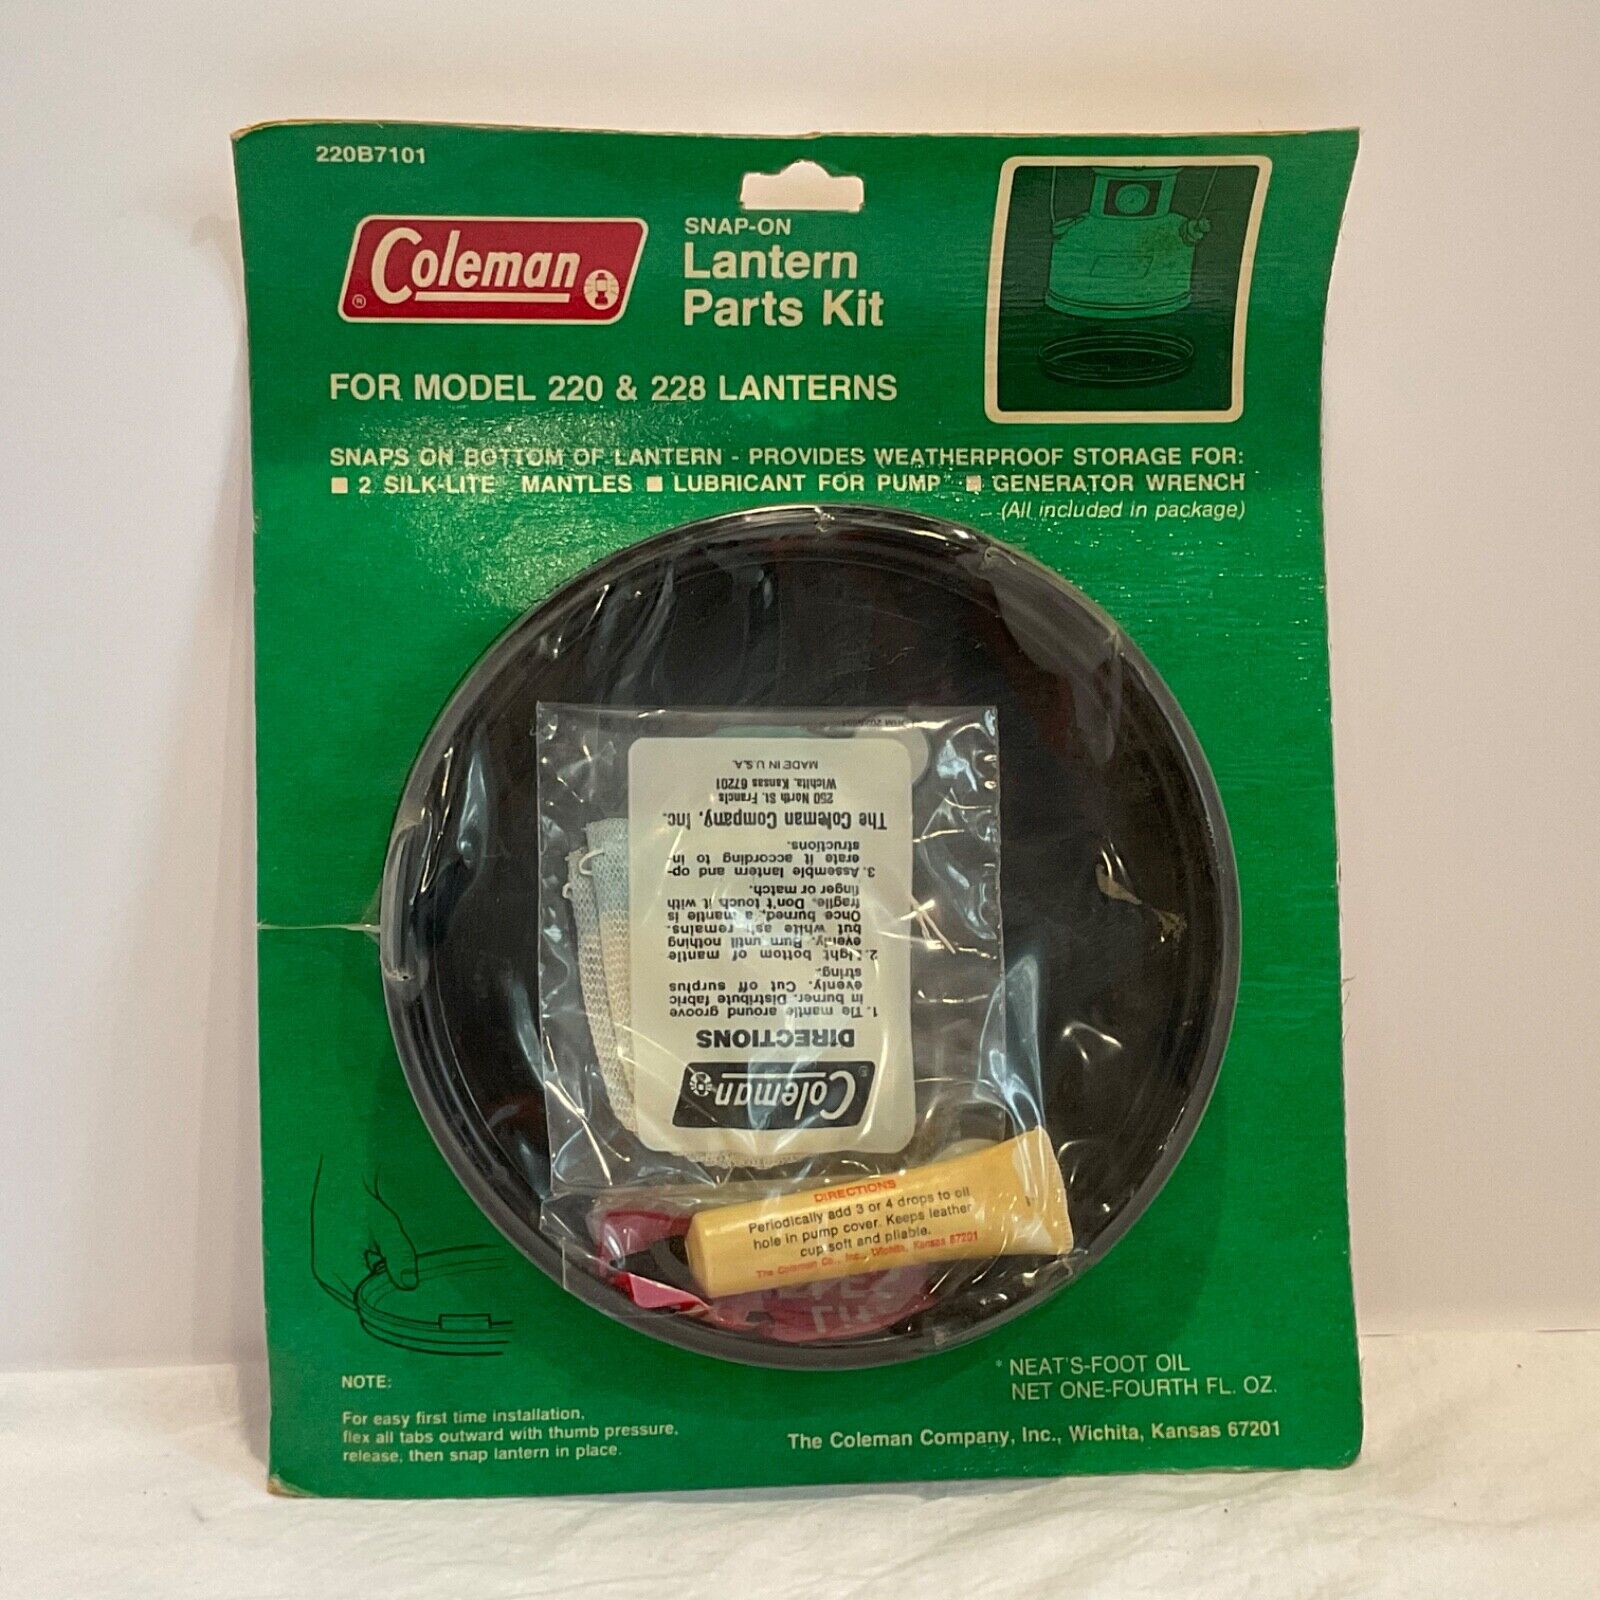 220B7101
Coleman ®
SNAP-ON
Lantern
Parts Kit
FOR MODEL 220 & 228 LANTERNS
SNAPS ON BOTTOM OF LANTERN - PROVIDES WEATHERPROOF STORAGE FOR:
■ 2 SILK-LITE MANTLES ■ LUBRICANT FOR PUMP* ■ GENERATOR WRENCH
(All included in package)
Coleman ®
DIRECTIONS
1. Tie mantle around groove
in burner. Distribute fabric
evenly. Cut off surplus
string.
2. Light bottom of mantle
evenly. Burn until nothing
but white ash remains.
Once burned, a mantle is
fragile. Don't touch it with
finger or match.
3. Assemble lantern and op-
erate it according to in-
structions.
The Coleman Company, Inc.
250 North St. Francis
Wichita, Kansas 67201
MADE IN U.S.A.
DIRECTIONS
Periodically add 3 or 4 drops to oil
hole in pump cover. Keeps leather
cup soft and pliable.
The Coleman Co., Inc., Wichita, Kansas 67201
* NEAT'S-FOOT OIL
NET ONE-FOURTH FL. OZ.
NOTE:
For easy first time installation,
flex all tabs outward with thumb pressure,
release, then snap lantern in place.
The Coleman Company, Inc., Wichita, Kansas 67201